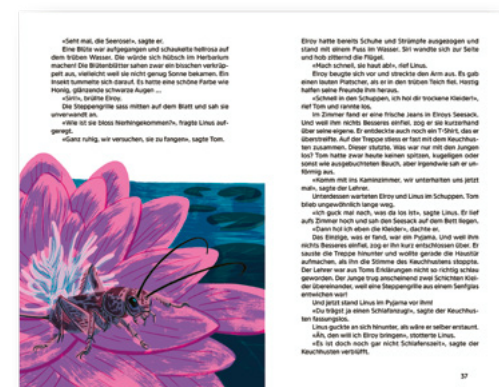 «Seht mal, die Seerose!», sagte er.
Eine Blüte war aufgegangen und schaukelte hellrosa auf
dem trüben Wasser. Die würde sich hübsch im Herbarium
machen! Die Blütenblätter sahen zwar ein bisschen verkrüp-
pelt aus, vielleicht weil sie nicht genug Sonne bekamen. Ein
Insekt tummelte sich darauf. Es hatte eine schöne Farbe wie
Honig, glänzende schwarze Augen ...
«Siri!», brüllte Elroy.
Die Steppengrille sass mitten auf dem Blatt und sah sie
unverwandt an.
«Wie ist sie bloss hierhingekommen?», fragte Linus auf-
geregt.
«Ganz ruhig, wir versuchen, sie zu fangen», sagte Tom.
Elroy hatte bereits Schuhe und Strümpfe ausgezogen und
stand mit einem Fuss im Wasser. Siri wandte sich zur Seite
und hob zitternd die Flügel.
«Mach schnell, sie haut ab!», rief Linus.
Elroy beugte sich vor und streckte den Arm aus. Es gab
einen lauten Platscher, als er in den trüben Teich fiel. Hastig
halfen seine Freunde ihm heraus.
«Schnell in den Schuppen, ich hol dir trockene Kleider!»,
rief Tom und rannte los.
Im Zimmer fand er eine frische Jeans in Elroys Seesack.
Und weil ihm nichts Besseres einfiel, zog er sie kurzerhand
über seine eigene. Er entdeckte auch noch ein T-Shirt, das er
überstreifte. Auf der Treppe stiess er fast mit dem Keuchhus-
ten zusammen. Dieser stutzte. Was war nur mit den Jungen
los? Tom hatte zwar heute keinen spitzen, kugeligen oder
sonst wie ausgebuchteten Bauch, aber irgendwie sah er un-
förmig aus.
«Komm mit ins Kaminzimmer, wir unterhalten uns jetzt
mal», sagte der Lehrer.
Unterdessen warteten Elroy und Linus im Schuppen. Tom
blieb ungewöhnlich lange weg.
«Ich guck mal nach, was da los ist», sagte Linus. Er lief
aufs Zimmer hoch und sah den Seesack auf dem Bett liegen.
«Dann hol ich eben die Kleider», dachte er.
Das Einzige, was er fand, war ein Pyjama. Und weil ihm
nichts Besseres einfiel, zog er ihn kurz entschlossen über. Er
sauste die Treppe hinunter und wollte gerade die Haustür
aufmachen, als ihn die Stimme des Keuchhustens stoppte.
Der Lehrer war aus Toms Erklärungen nicht so richtig schlau
geworden. Der Junge trug anscheinend zwei Schichten Klei-
der übereinander, weil eine Steppengrille aus einem Senfglas
entwichen war!
Und jetzt stand Linus im Pyjama vor ihm!
«Du trägst ja einen Schlafanzug!», sagte der Keuchhus-
ten fassungslos.
Linus guckte an sich hinunter, als wäre er selber erstaunt.
«Äh, den will ich Elroy bringen», stotterte Linus.
«Es ist doch noch gar nicht Schlafenszeit», sagte der
Keuchhusten verblüfft.
37